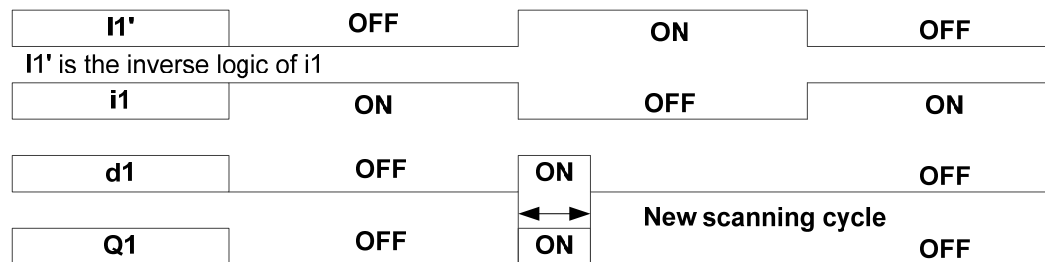 I1' OFF ON OFF
I1' is the inverse logic of i1
i1 ON OFF ON
d1 OFF ON OFF
New scanning cycle
Q1 OFF ON OFF